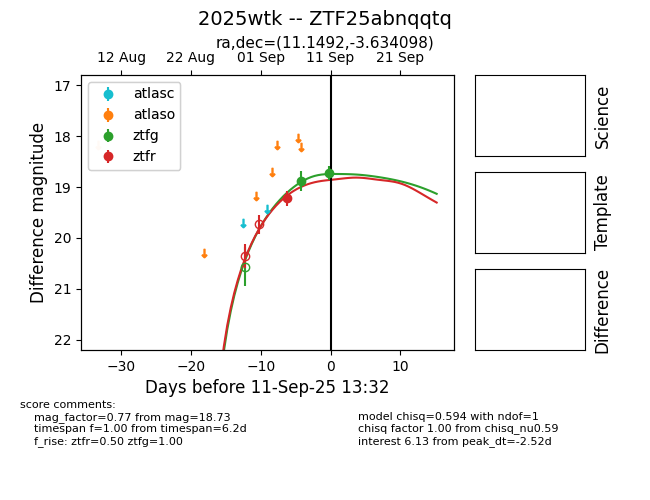 2025wtk -- ZTF25abnqqtq
ra,dec=(11.1492,-3.634098)
12 Aug 22 Aug 01 Sep 11 Sep 21 Sep
atlasc
atlaso
ztfg
ztfr
17
18
19
20
21
22
Difference magnitude
−30 −20 −10 0 10
Days before 11-Sep-25 13:32
Science
Template
Difference
score comments:
mag_factor=0.77 from mag=18.73
timespan f=1.00 from timespan=6.2d
f_rise: ztfr=0.50 ztfg=1.00
model chisq=0.594 with ndof=1
chisq factor 1.00 from chisq_nu0.59
interest 6.13 from peak_dt=-2.52d